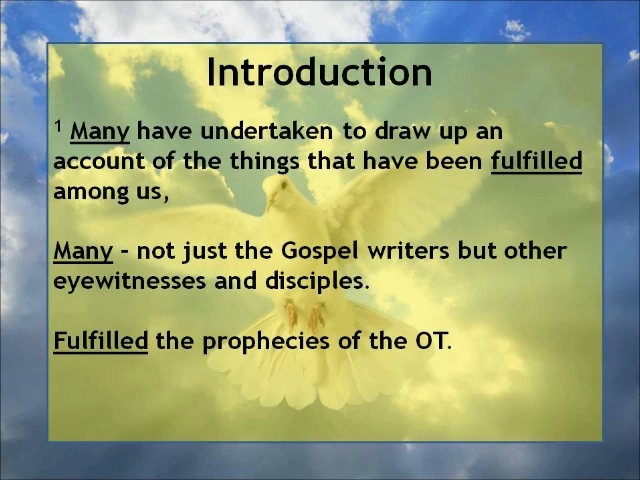 Introduction
1 Many have undertaken to draw up an
account of the things that have been fulfilled
among us,
Many - not just the Gospel writers but other
eyewitnesses and disciples.
Fulfilled the prophecies of the OT.